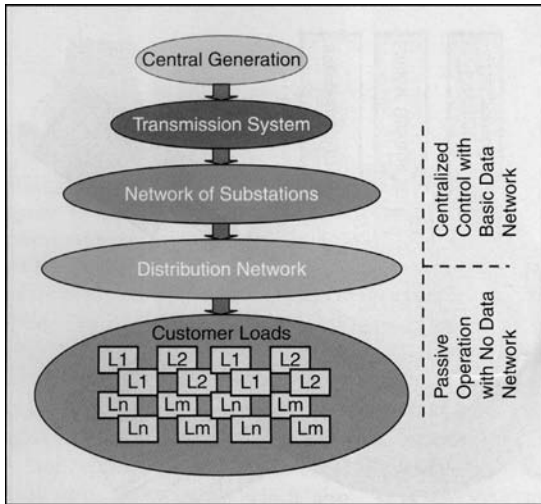 Central Generation
Transmission System
Network of Substations
Distribution Network
Customer Loads
L1 L2 L1 L2
L1 L2 L1 L2
Ln Lm Ln Lm
Ln Lm Ln Lm
Centralized
Control with
Basic Data
Network
Passive
Operation
with No Data
Network